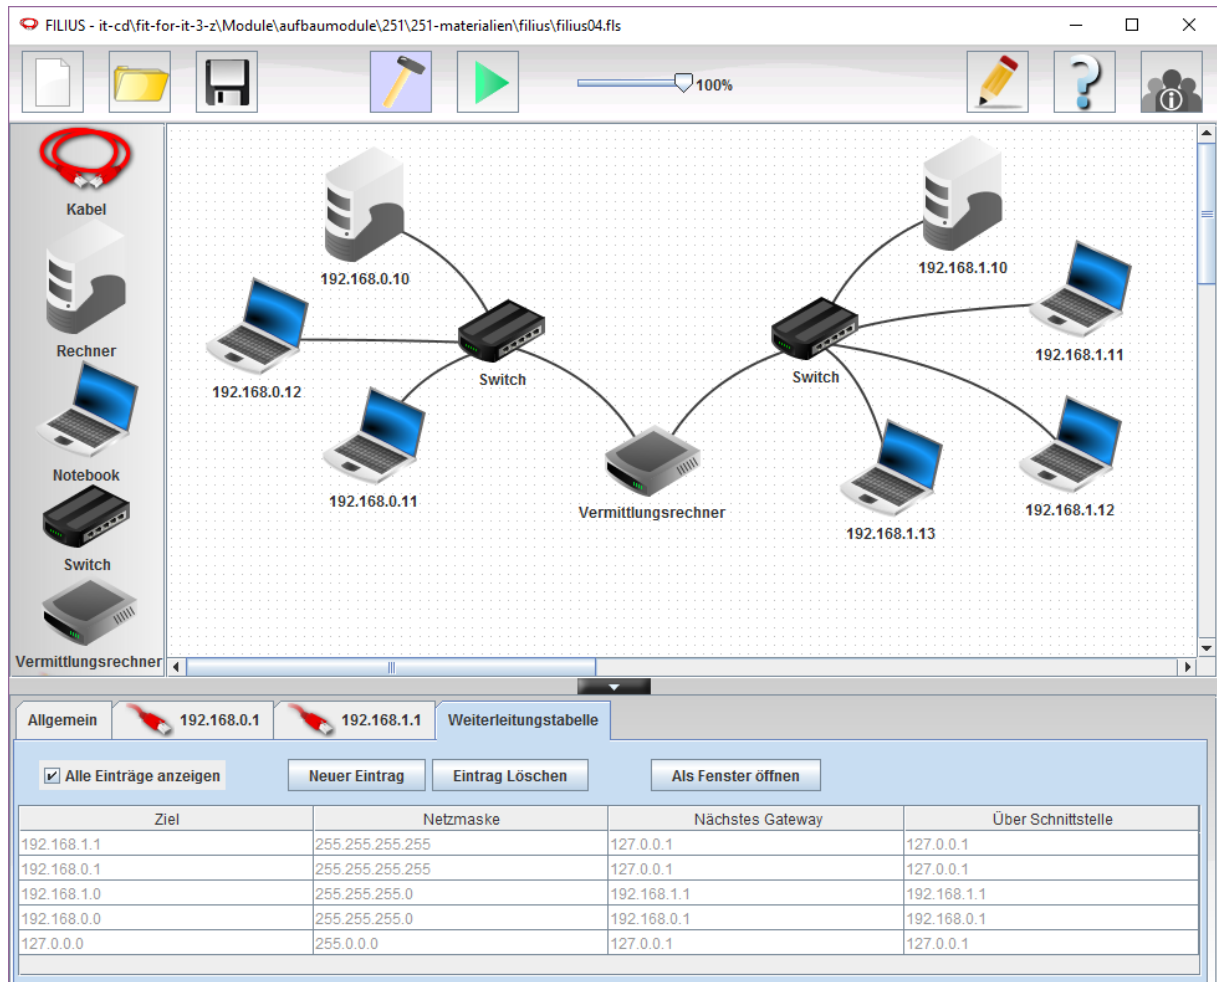 FILIUS - it-cd\fit-for-it-3-z\Module\aufbaumodule\251\251-materialien\filius\filius04.fls
100%
Kabel
Rechner
Notebook
Switch
Vermittlungsrechner
192.168.0.10
192.168.1.10
192.168.0.12
Switch
Switch
192.168.1.11
192.168.0.11
Vermittlungsrechner
192.168.1.13
192.168.1.12
Allgemein 192.168.0.1 192.168.1.1 Weiterleitungstabelle
Alle Einträge anzeigen Neuer Eintrag Eintrag Löschen Als Fenster öffnen
Ziel Netzmaske Nächstes Gateway Über Schnittstelle
192.168.1.1 255.255.255.255 127.0.0.1 127.0.0.1
192.168.0.1 255.255.255.255 127.0.0.1 127.0.0.1
192.168.1.0 255.255.255.0 192.168.1.1 192.168.1.1
192.168.0.0 255.255.255.0 192.168.0.1 192.168.0.1
127.0.0.0 255.0.0.0 127.0.0.1 127.0.0.1